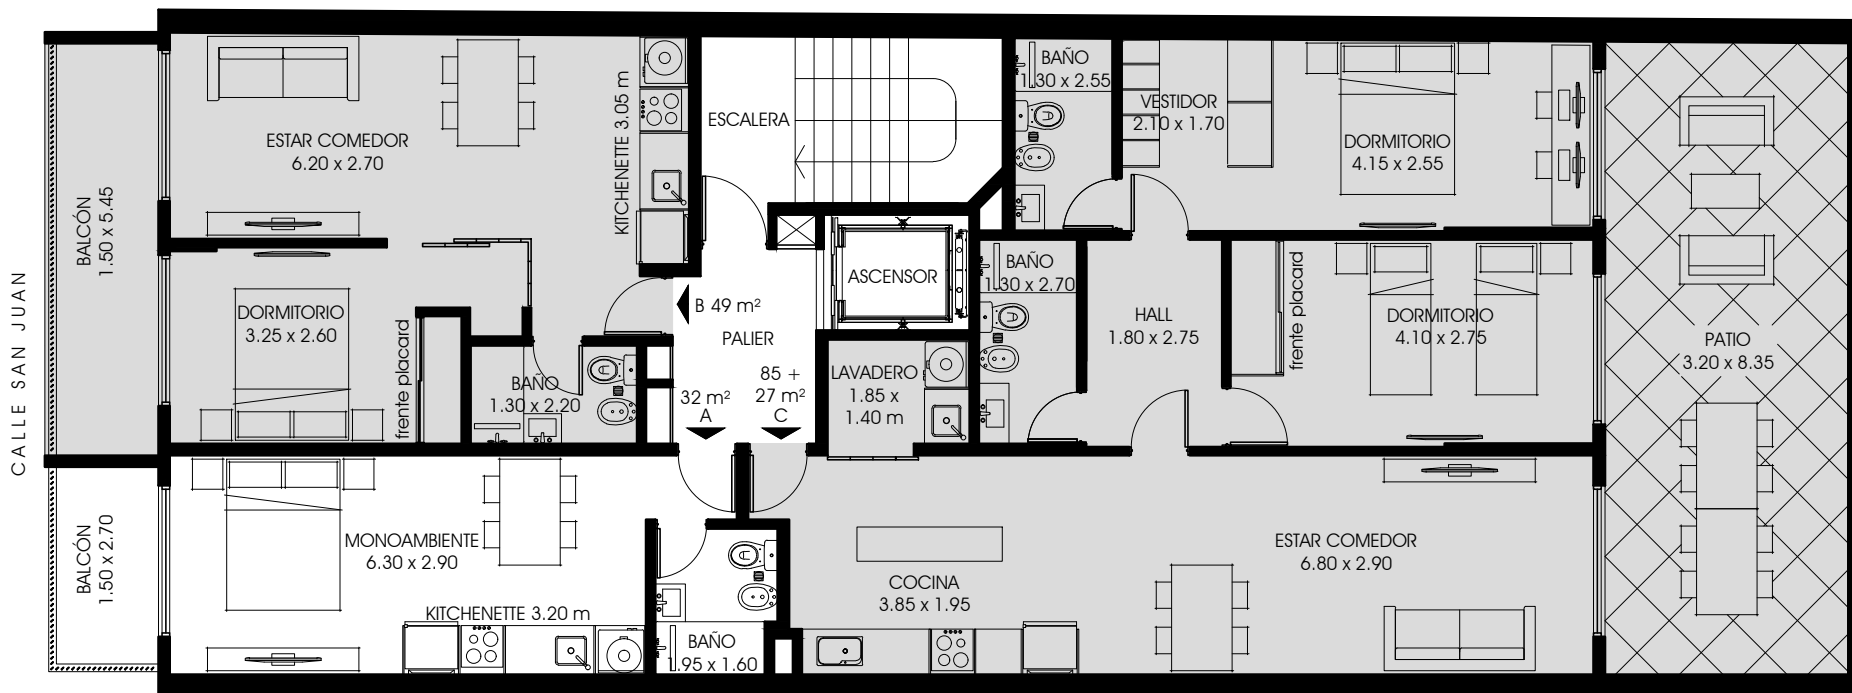 CALLE SAN JUAN
BALCÓN
1.50 x 5.45
BALCÓN
1.50 x 2.70
ESTAR COMEDOR
6.20 x 2.70
KITCHENETTE 3.05 m
DORMITORIO
3.25 x 2.60
frente placard
BAÑO
1.30 x 2.20
MONOAMBIENTE
6.30 x 2.90
KITCHENETTE 3.20 m
BAÑO
1.95 x 1.60
ESCALERA
ASCENSOR
B 49 m²
PALIER
32 m²
A
85 +
27 m²
C
LAVADERO
1.85 x
1.40 m
BAÑO
1.30 x 2.55
VESTIDOR
2.10 x 1.70
DORMITORIO
4.15 x 2.55
BAÑO
1.30 x 2.70
HALL
1.80 x 2.75
frente placard
DORMITORIO
4.10 x 2.75
PATIO
3.20 x 8.35
COCINA
3.85 x 1.95
ESTAR COMEDOR
6.80 x 2.90